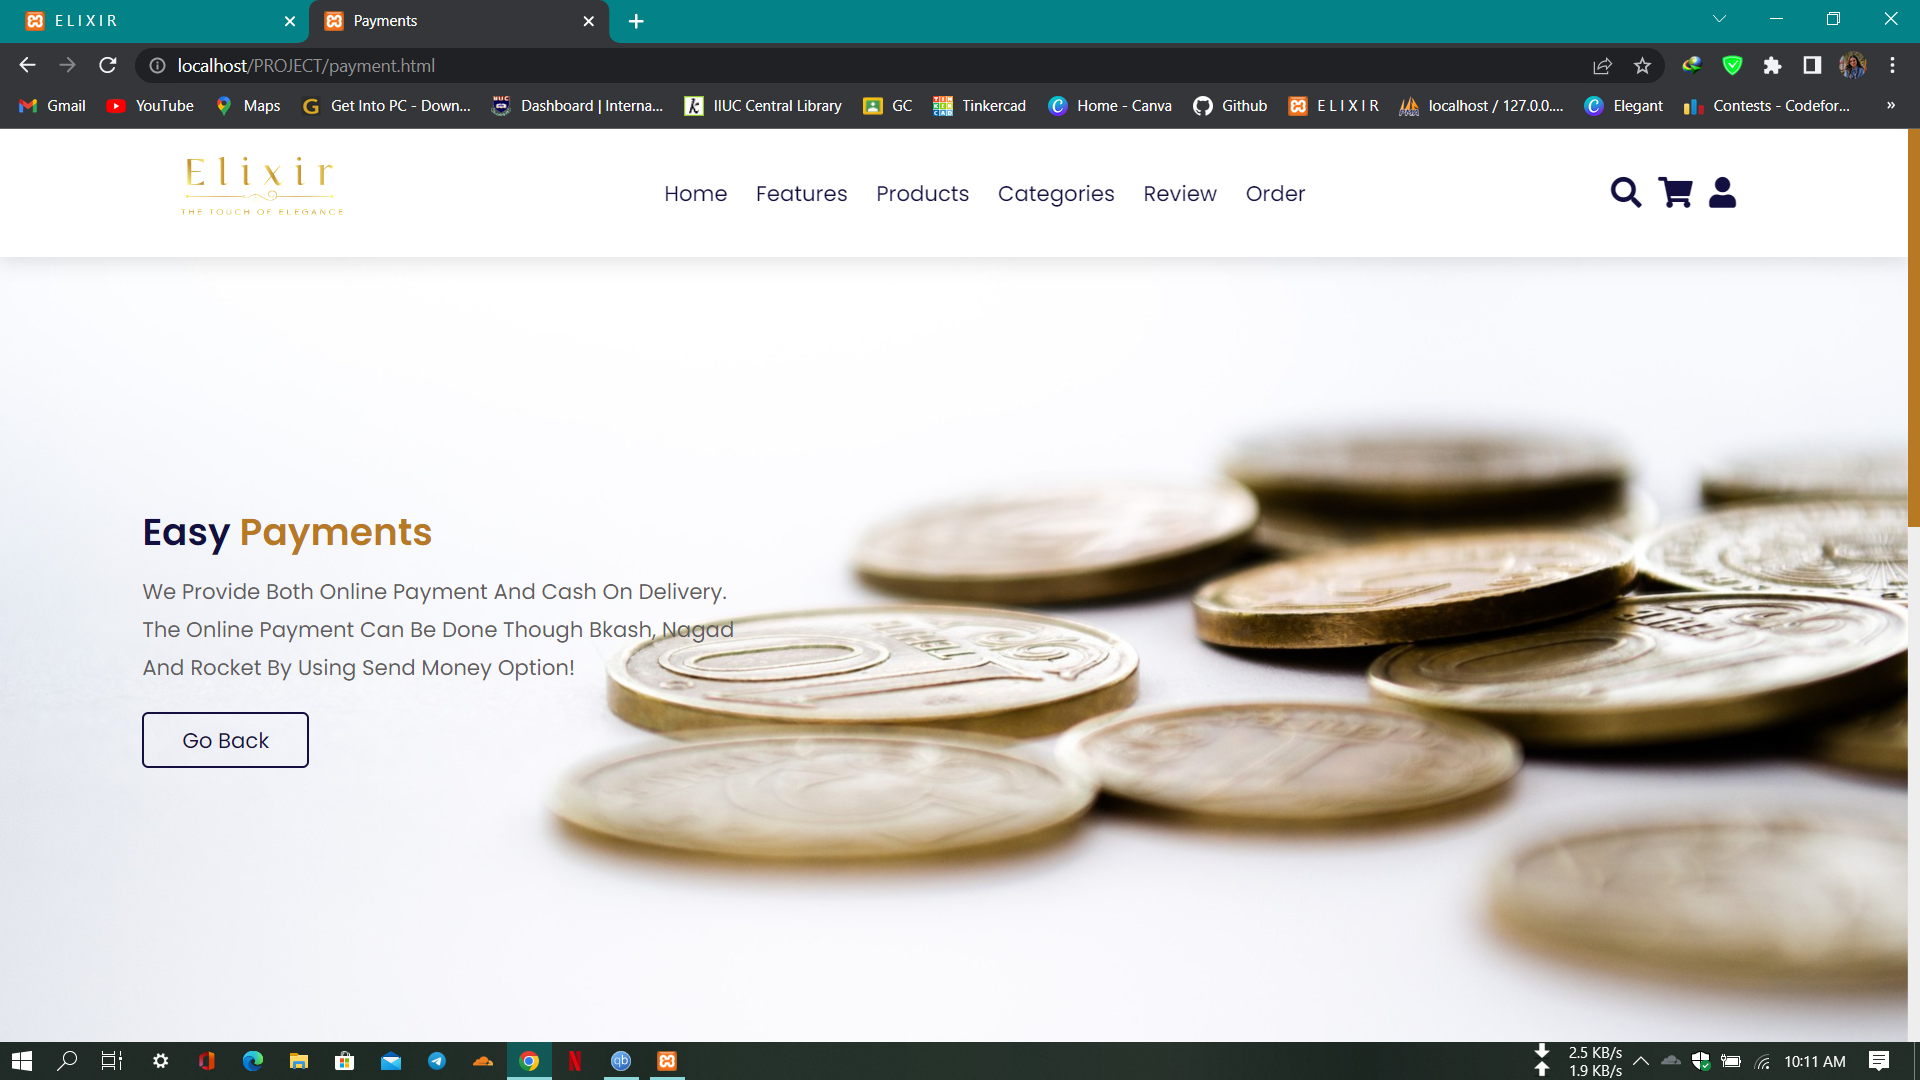 E L I X I R
Payments
localhost/PROJECT/payment.html
Gmail
YouTube
Maps
Get Into PC - Down...
Dashboard | Interna...
IIUC Central Library
GC
Tinkercad
Home - Canva
Github
E L I X I R
localhost / 127.0.0....
Elegant
Contests - Codefor...
»
Elixir
THE TOUCH OF ELEGANCE
Home
Features
Products
Categories
Review
Order
Easy Payments
We Provide Both Online Payment And Cash On Delivery.
The Online Payment Can Be Done Though Bkash, Nagad
And Rocket By Using Send Money Option!
Go Back
10
qb
2.5 KB/s
1.9 KB/s
10:11 AM